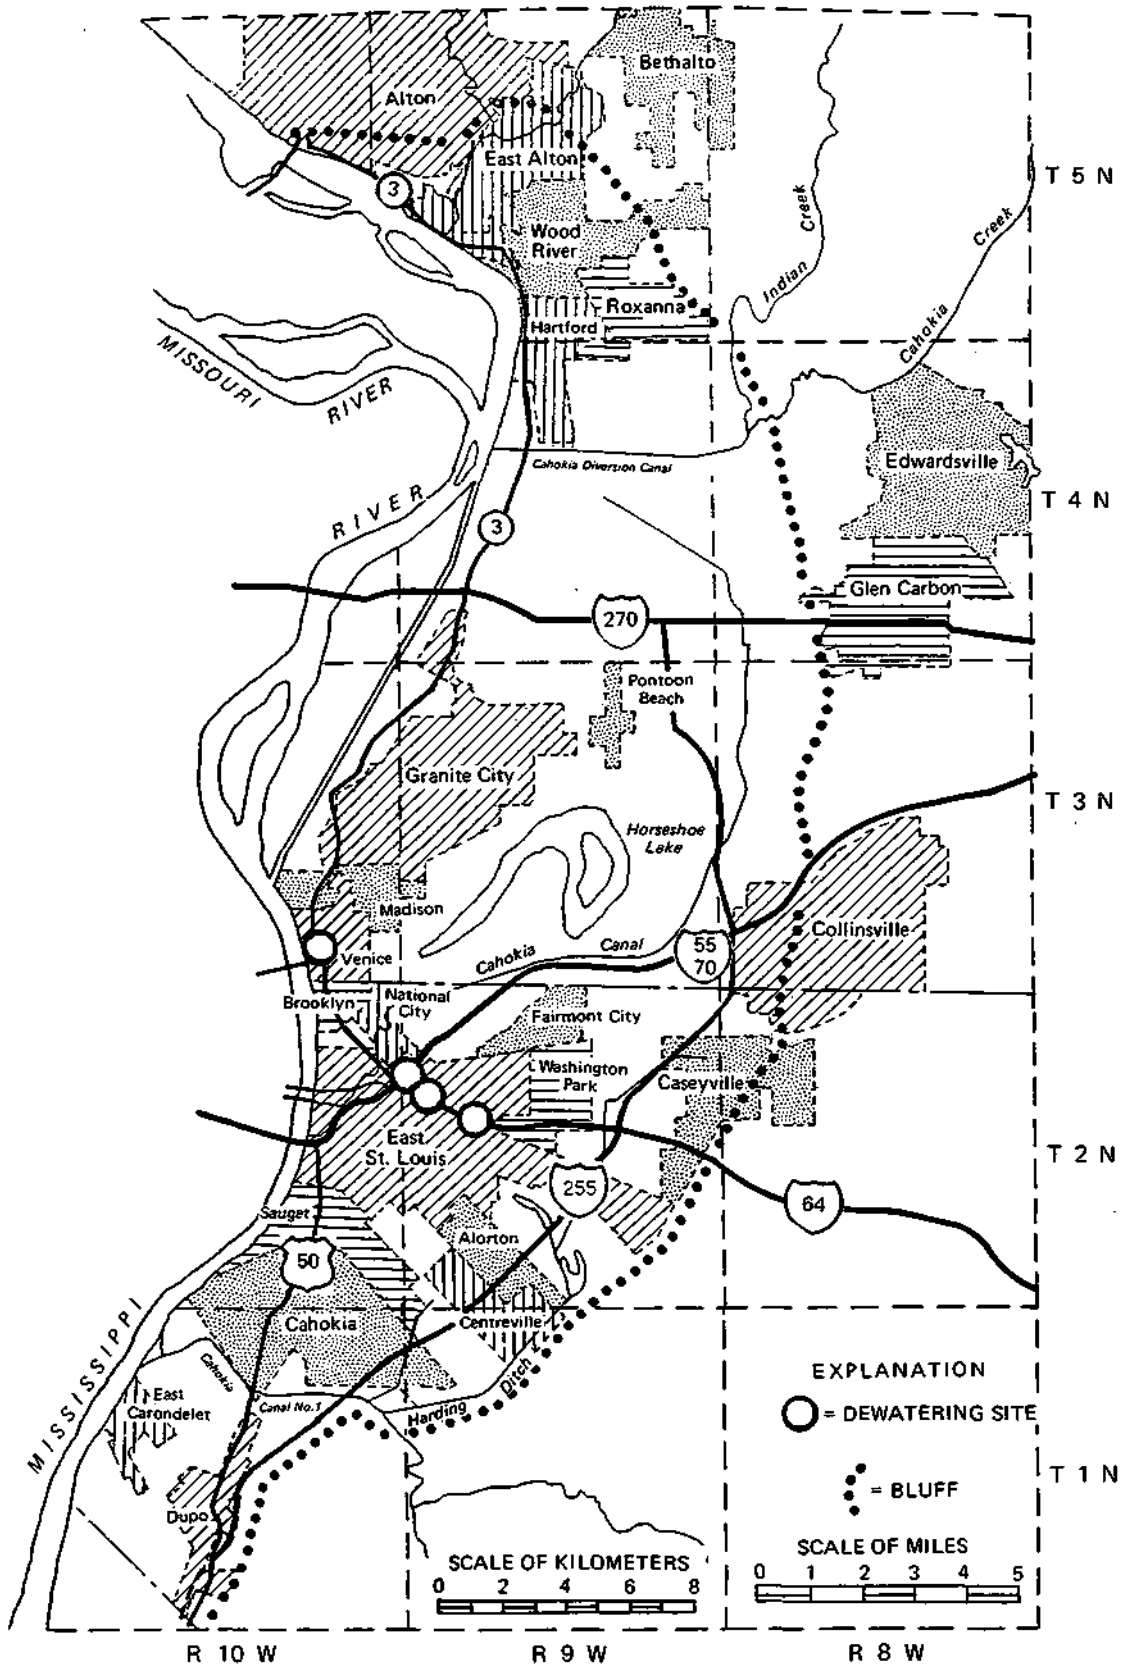 Bethalto
Alton
East Alton
T 5 N
3
Creek
Creek
Wood
River
Indian
Roxanna
Hartford
Cahokia
MISSOURI
RIVER
Edwardsville
Cahokia Diversion Canal
RIVER
T 4 N
3
Glen Carbon
270
Pontoon
Beach
Granite City
T 3 N
Horseshoe
Lake
Madison
Collinsville
Canal
55
70
Venice
Cahokia
Brooklyn
National
City
Fairmont City
Washington
Park
Caseyville
East
St. Louis
T 2 N
255
64
Sauget
Alorton
50
Cahokia
Centreville
MISSISSIPPI
Cahokia
EXPLANATION
East
Carondelet
Canal No.1
Harding
Ditch
= DEWATERING SITE
T 1 N
= BLUFF
Dupo
SCALE OF KILOMETERS
0 2 4 6 8
SCALE OF MILES
0 1 2 3 4 5
R 10 W
R 9 W
R 8 W